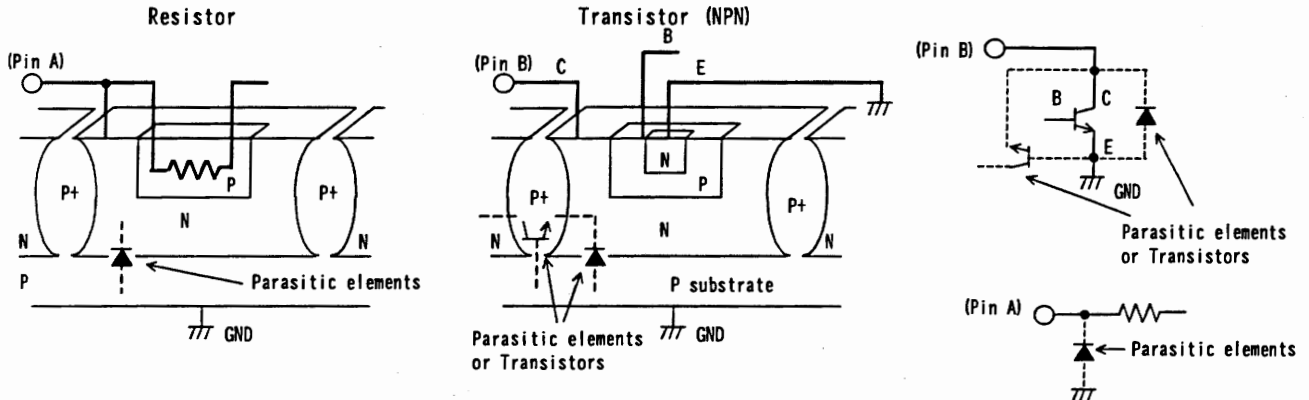 Resistor
(Pin A)
P+
P
P+
N
N
N
P
Parasitic elements
GND
Transistor (NPN)
B
(Pin B)
C
E
N
P
P+
P+
N
N
N
P substrate
GND
Parasitic elements
or Transistors
(Pin B)
B
C
E
GND
Parasitic elements
or Transistors
(Pin A)
Parasitic elements